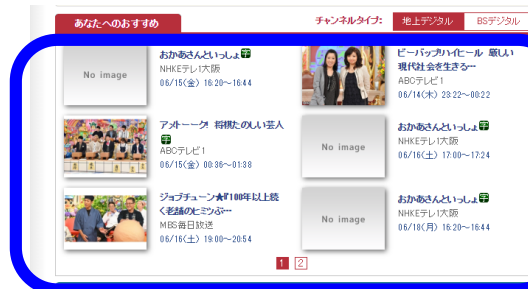 あなたへのおすすめ
チャンネルタイプ: 地上デジタル BSデジタル
No image
おかあさんといっしょ字
NHKEテレ1大阪
06/15(金) 16:20～16:44
ビーバップ!ハイヒール 厳しい
現代社会を生きる…
ABCテレビ1
06/14(木) 23:22～00:22
アメトーーク! 将棋たのしい芸人
字
ABCテレビ1
06/15(金) 00:36～01:38
No image
おかあさんといっしょ字
NHKEテレ1大阪
06/16(土) 17:00～17:24
ジョブチューン★『100年以上続
く老舗のヒミツぶ…
MBS毎日放送
06/16(土) 19:00～20:54
No image
おかあさんといっしょ字
NHKEテレ1大阪
06/18(月) 16:20～16:44
1 2